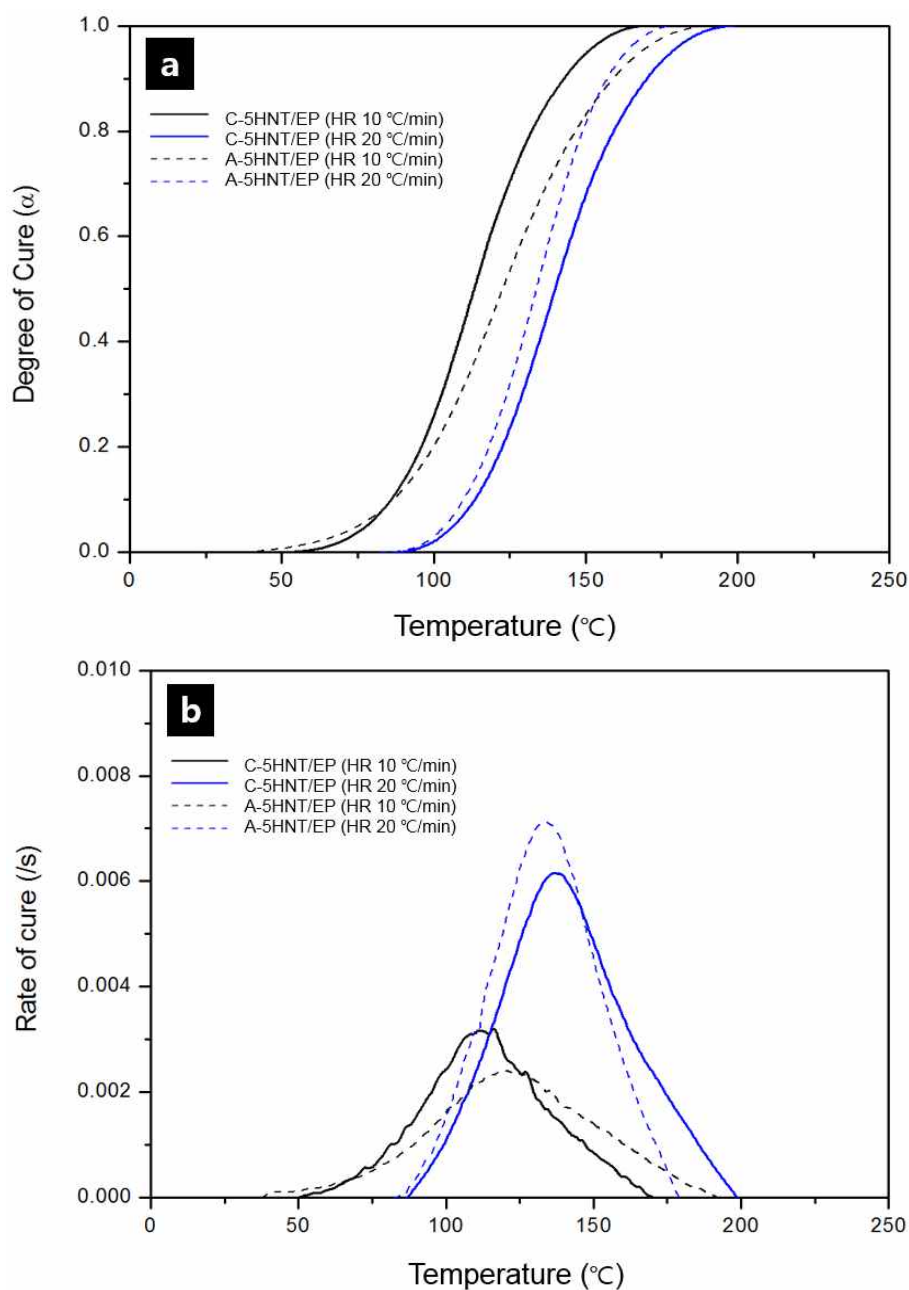 a
C-5HNT/EP (HR 10 ℃/min)
C-5HNT/EP (HR 20 ℃/min)
A-5HNT/EP (HR 10 ℃/min)
A-5HNT/EP (HR 20 ℃/min)
Degree of Cure (α)
1.0
0.8
0.6
0.4
0.2
0.0
0 50 100 150 200 250
Temperature (℃)
b
C-5HNT/EP (HR 10 ℃/min)
C-5HNT/EP (HR 20 ℃/min)
A-5HNT/EP (HR 10 ℃/min)
A-5HNT/EP (HR 20 ℃/min)
Rate of cure (/s)
0.010
0.008
0.006
0.004
0.002
0.000
0 50 100 150 200 250
Temperature (℃)